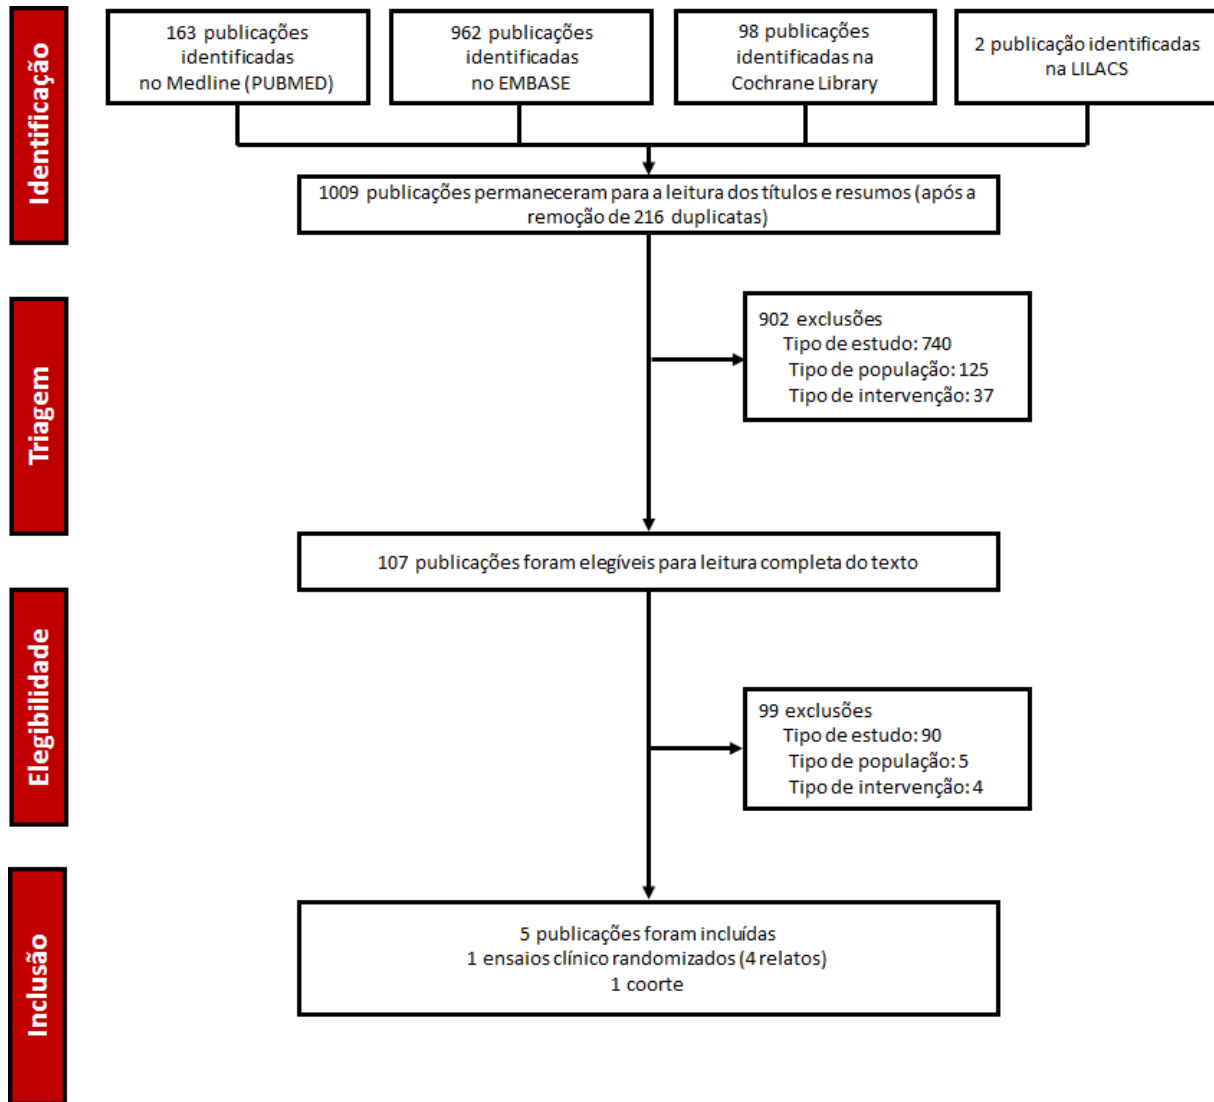 Identificação
163 publicações
identificadas
no Medline (PUBMED)
962 publicações
identificadas
no EMBASE
98 publicações
identificadas na
Cochrane Library
2 publicação identificadas
na LILACS
1009 publicações permaneceram para a leitura dos títulos e resumos (após a
remoção de 216 duplicatas)
Triagem
902 exclusões
Tipo de estudo: 740
Tipo de população: 125
Tipo de intervenção: 37
107 publicações foram elegíveis para leitura completa do texto
Elegibilidade
99 exclusões
Tipo de estudo: 90
Tipo de população: 5
Tipo de intervenção: 4
Inclusão
5 publicações foram incluídas
1 ensaios clínico randomizados (4 relatos)
1 coorte